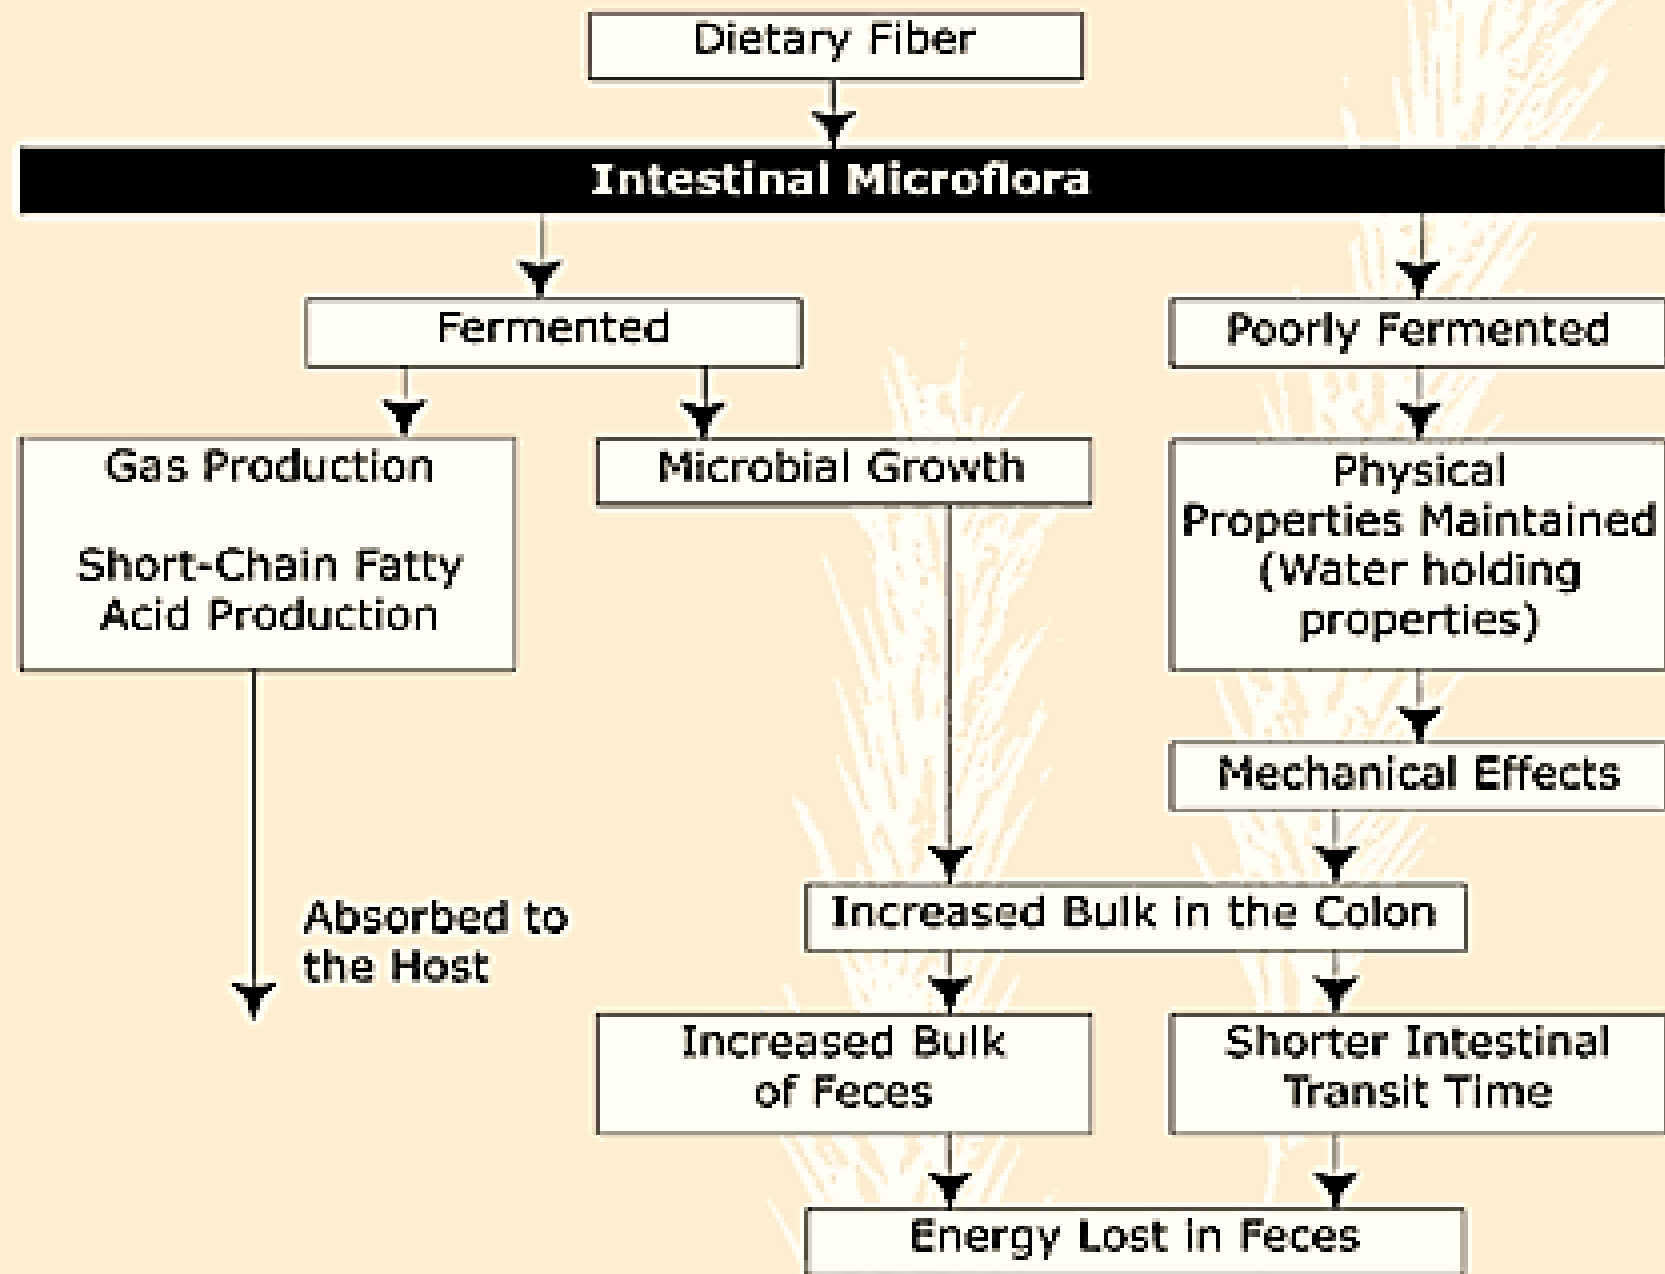 Dietary Fiber
Intestinal Microflora
Fermented
Poorly Fermented
Gas Production
Short-Chain Fatty
Acid Production
Microbial Growth
Physical
Properties Maintained
(Water holding
properties)
Mechanical Effects
Absorbed to
the Host
Increased Bulk in the Colon
Increased Bulk
of Feces
Shorter Intestinal
Transit Time
Energy Lost in Feces